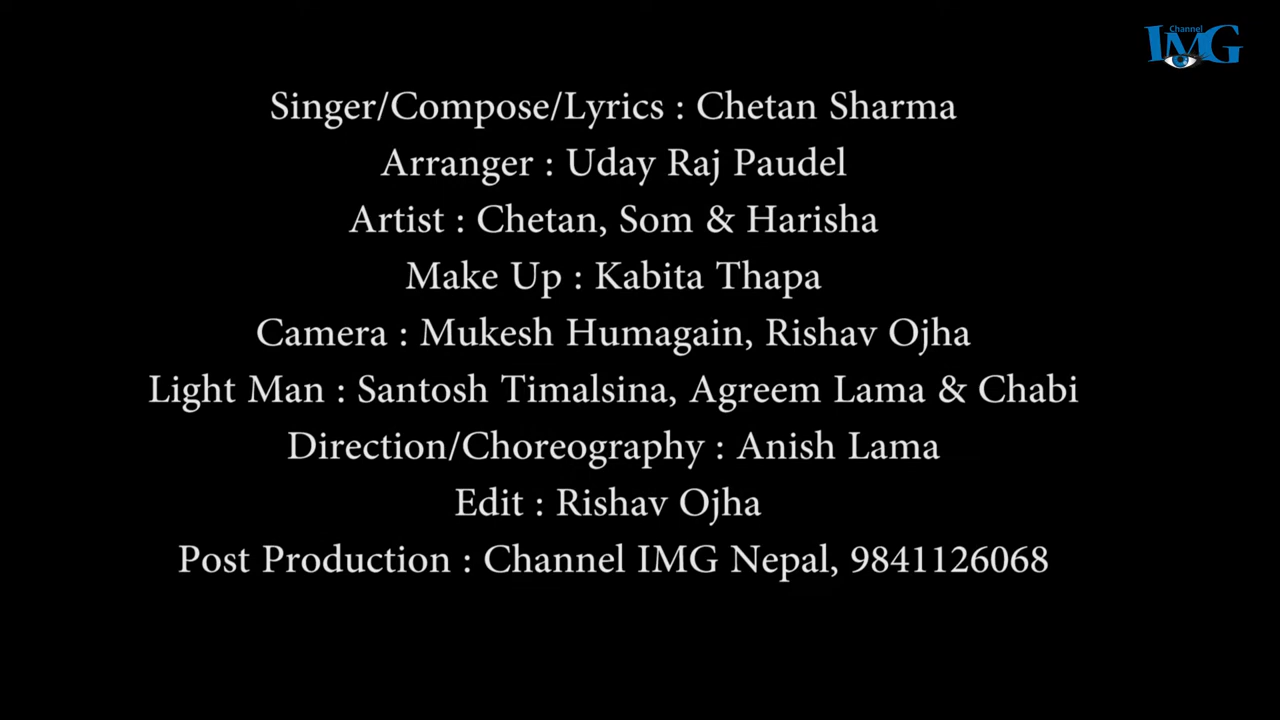 Channel
IMG
Singer/Compose/Lyrics : Chetan Sharma
Arranger : Uday Raj Paudel
Artist : Chetan, Som & Harisha
Make Up : Kabita Thapa
Camera : Mukesh Humagain, Rishav Ojha
Light Man : Santosh Timalsina, Agreem Lama & Chabi
Direction/Choreography : Anish Lama
Edit : Rishav Ojha
Post Production : Channel IMG Nepal, 9841126068